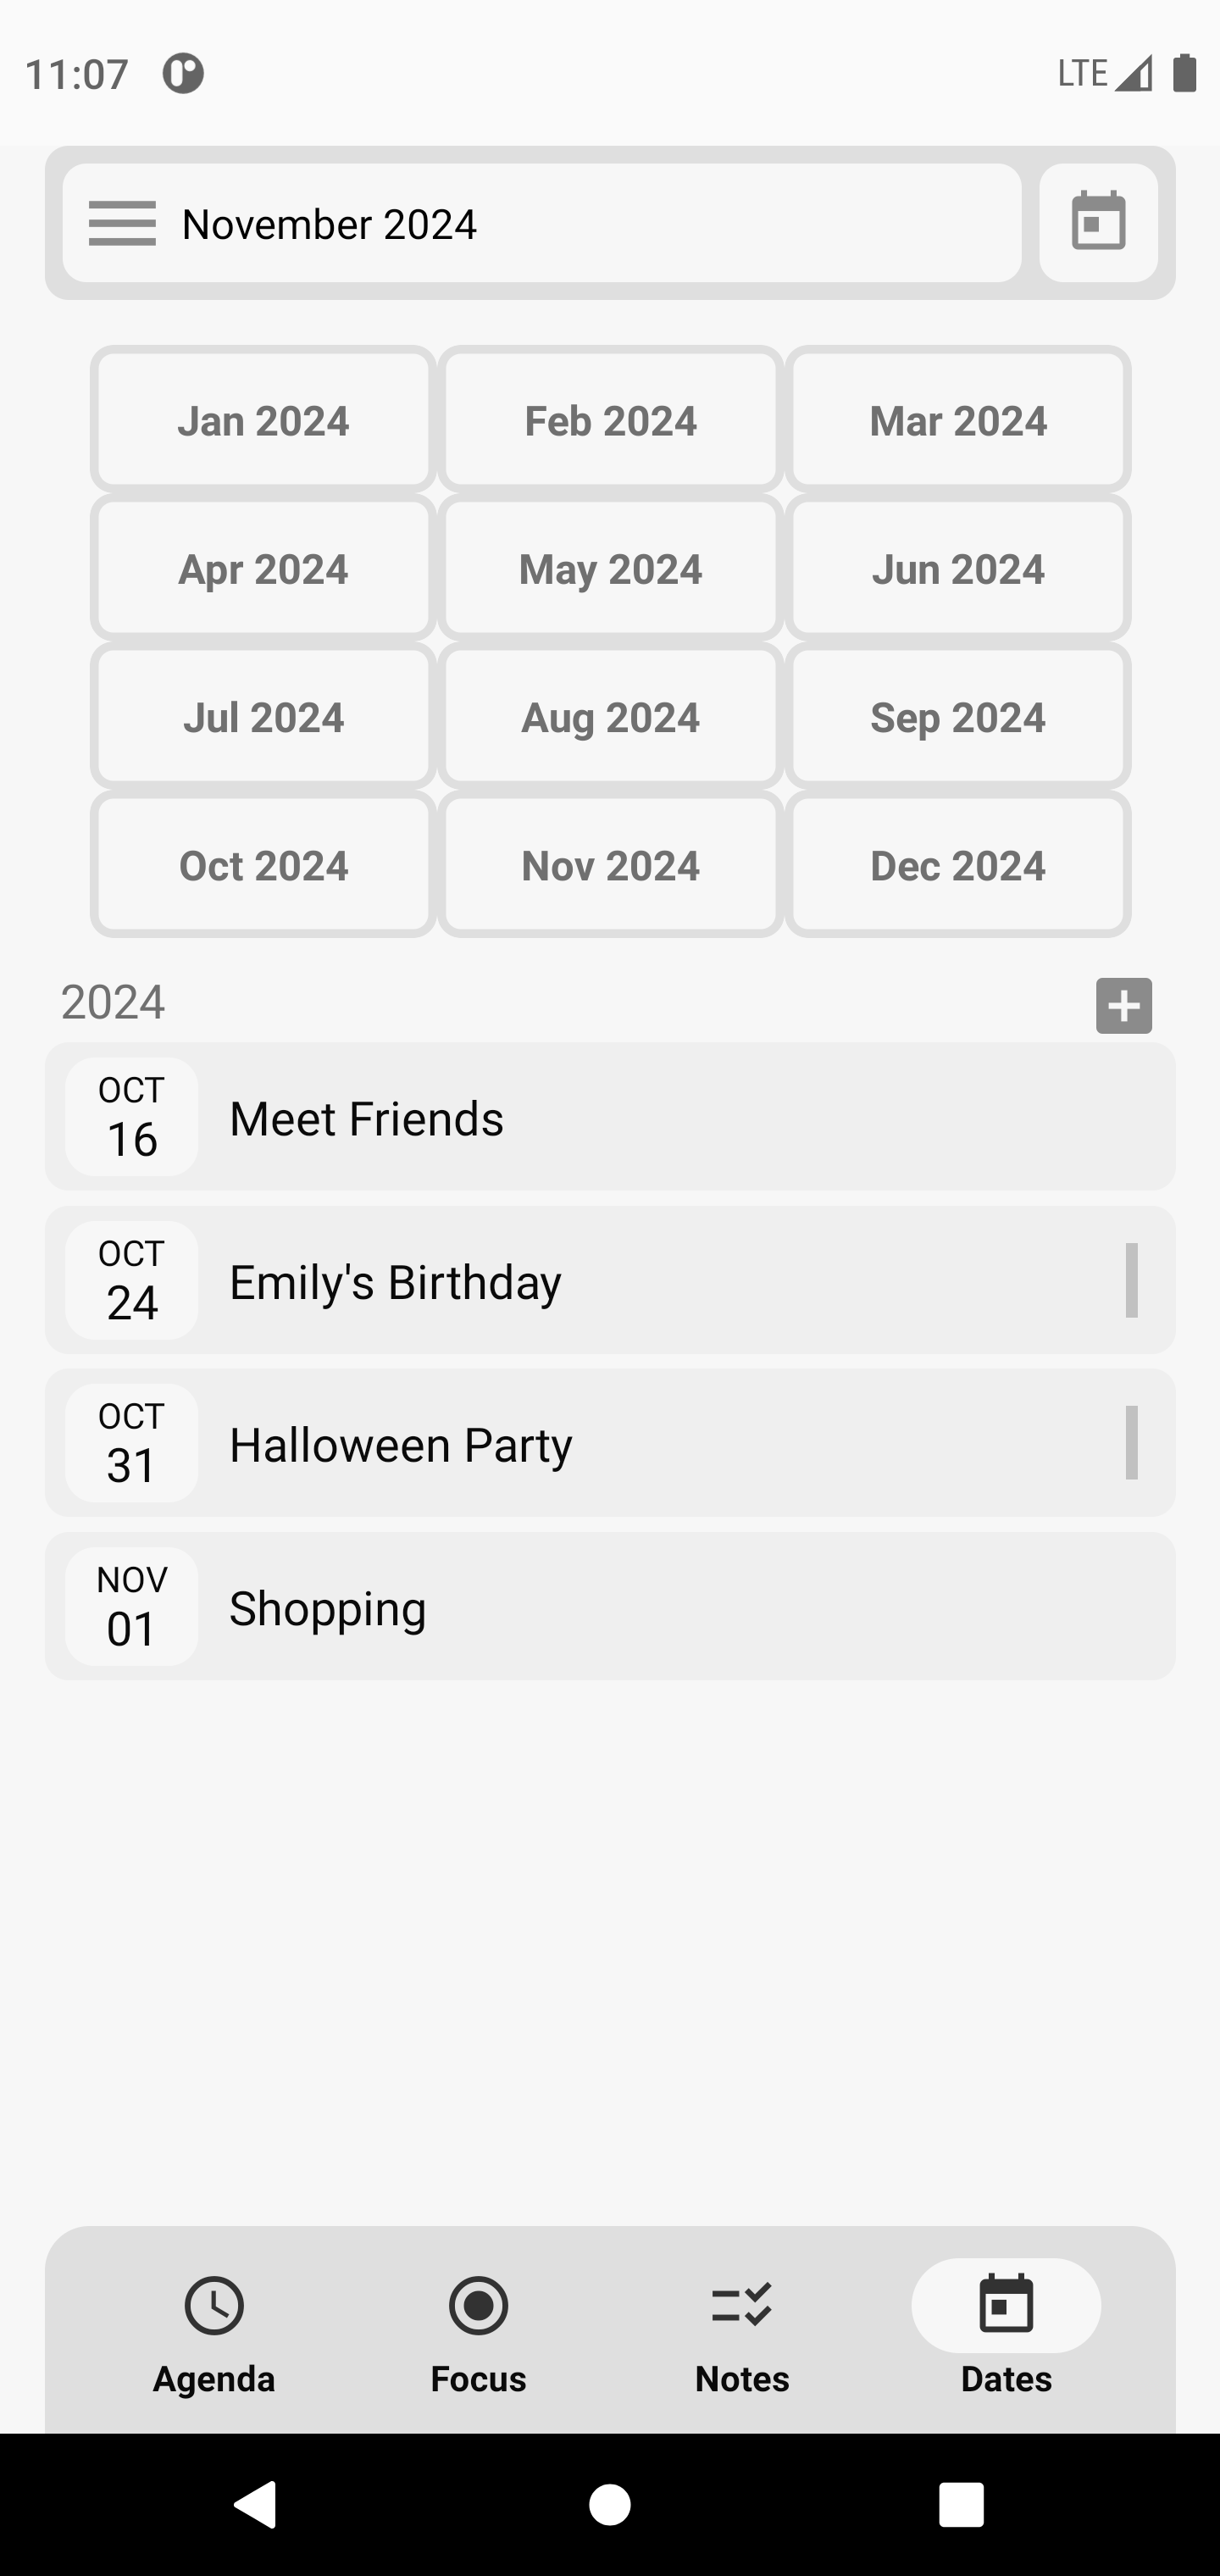 11:07
LTE
November 2024
Jan 2024
Feb 2024
Mar 2024
Apr 2024
May 2024
Jun 2024
Jul 2024
Aug 2024
Sep 2024
Oct 2024
Nov 2024
Dec 2024
2024
OCT
16
Meet Friends
OCT
24
Emily's Birthday
OCT
31
Halloween Party
NOV
01
Shopping
Agenda
Focus
Notes
Dates